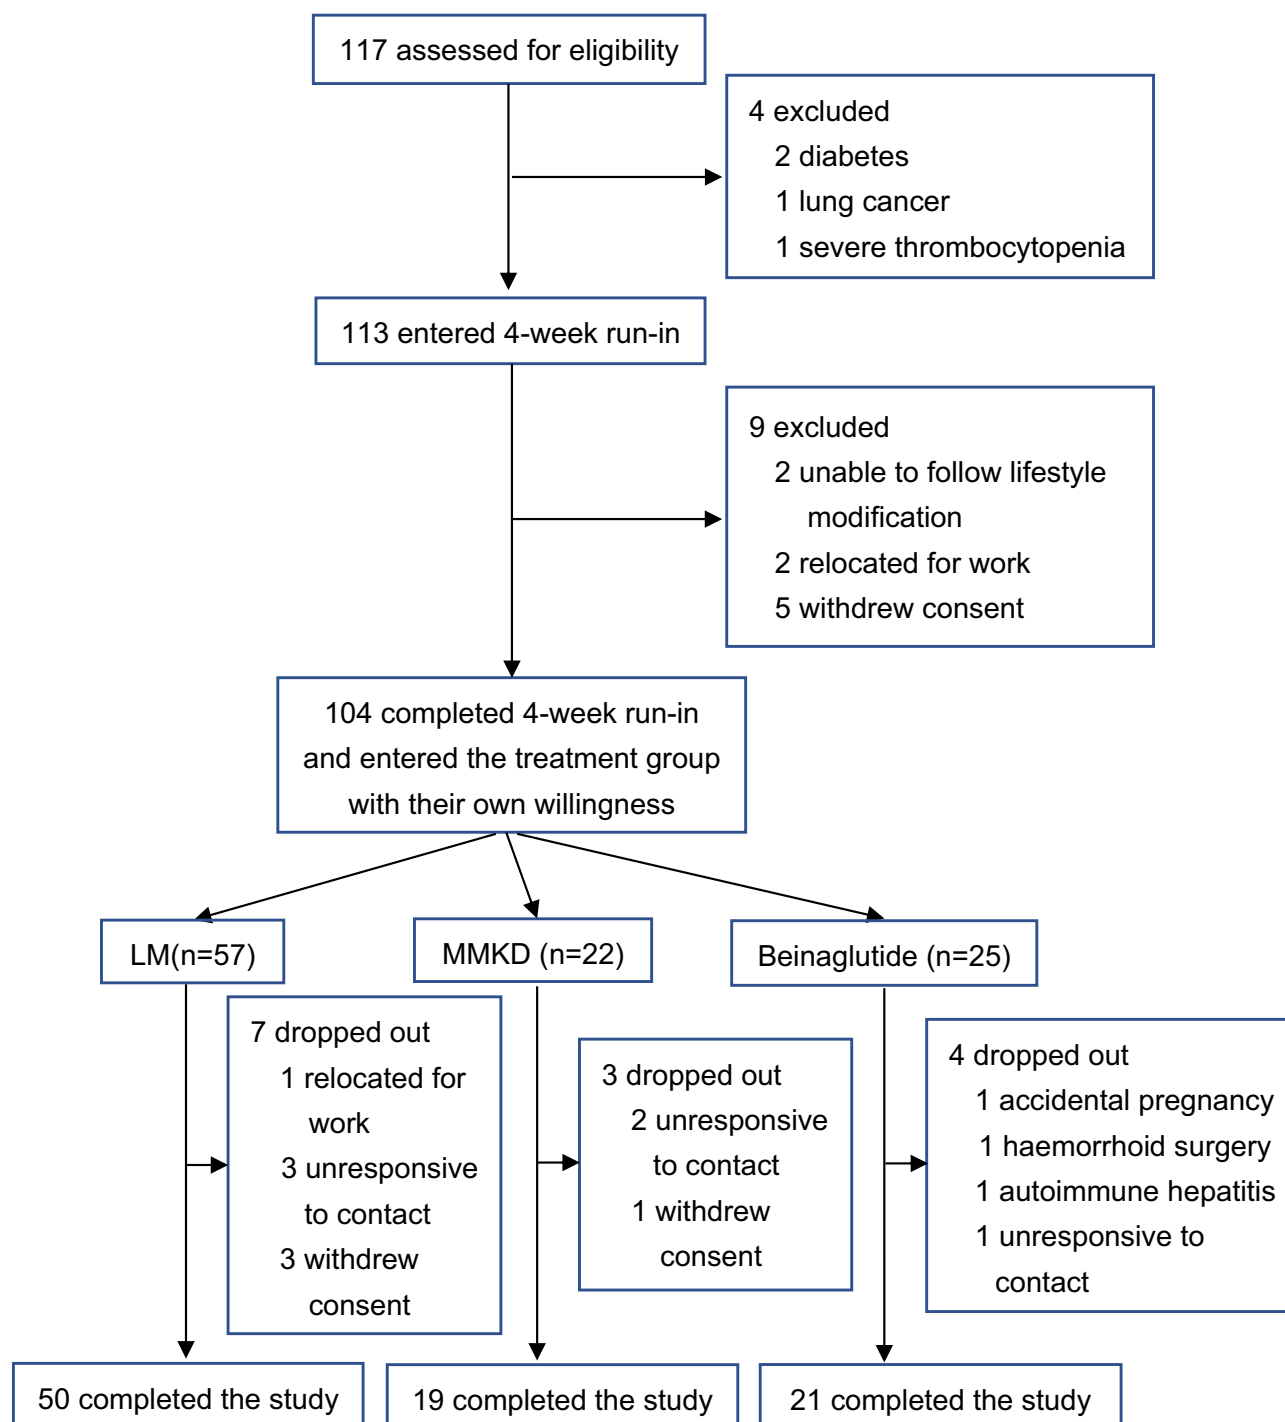 117 assessed for eligibility
4 excluded
2 diabetes
1 lung cancer
1 severe thrombocytopenia
113 entered 4-week run-in
9 excluded
2 unable to follow lifestyle
modification
2 relocated for work
5 withdrew consent
104 completed 4-week run-in
and entered the treatment group
with their own willingness
LM(n=57)
MMKD (n=22)
Beinaglutide (n=25)
7 dropped out
1 relocated for
work
3 unresponsive
to contact
3 withdrew
consent
3 dropped out
2 unresponsive
to contact
1 withdrew
consent
4 dropped out
1 accidental pregnancy
1 haemorrhoid surgery
1 autoimmune hepatitis
1 unresponsive to
contact
50 completed the study
19 completed the study
21 completed the study